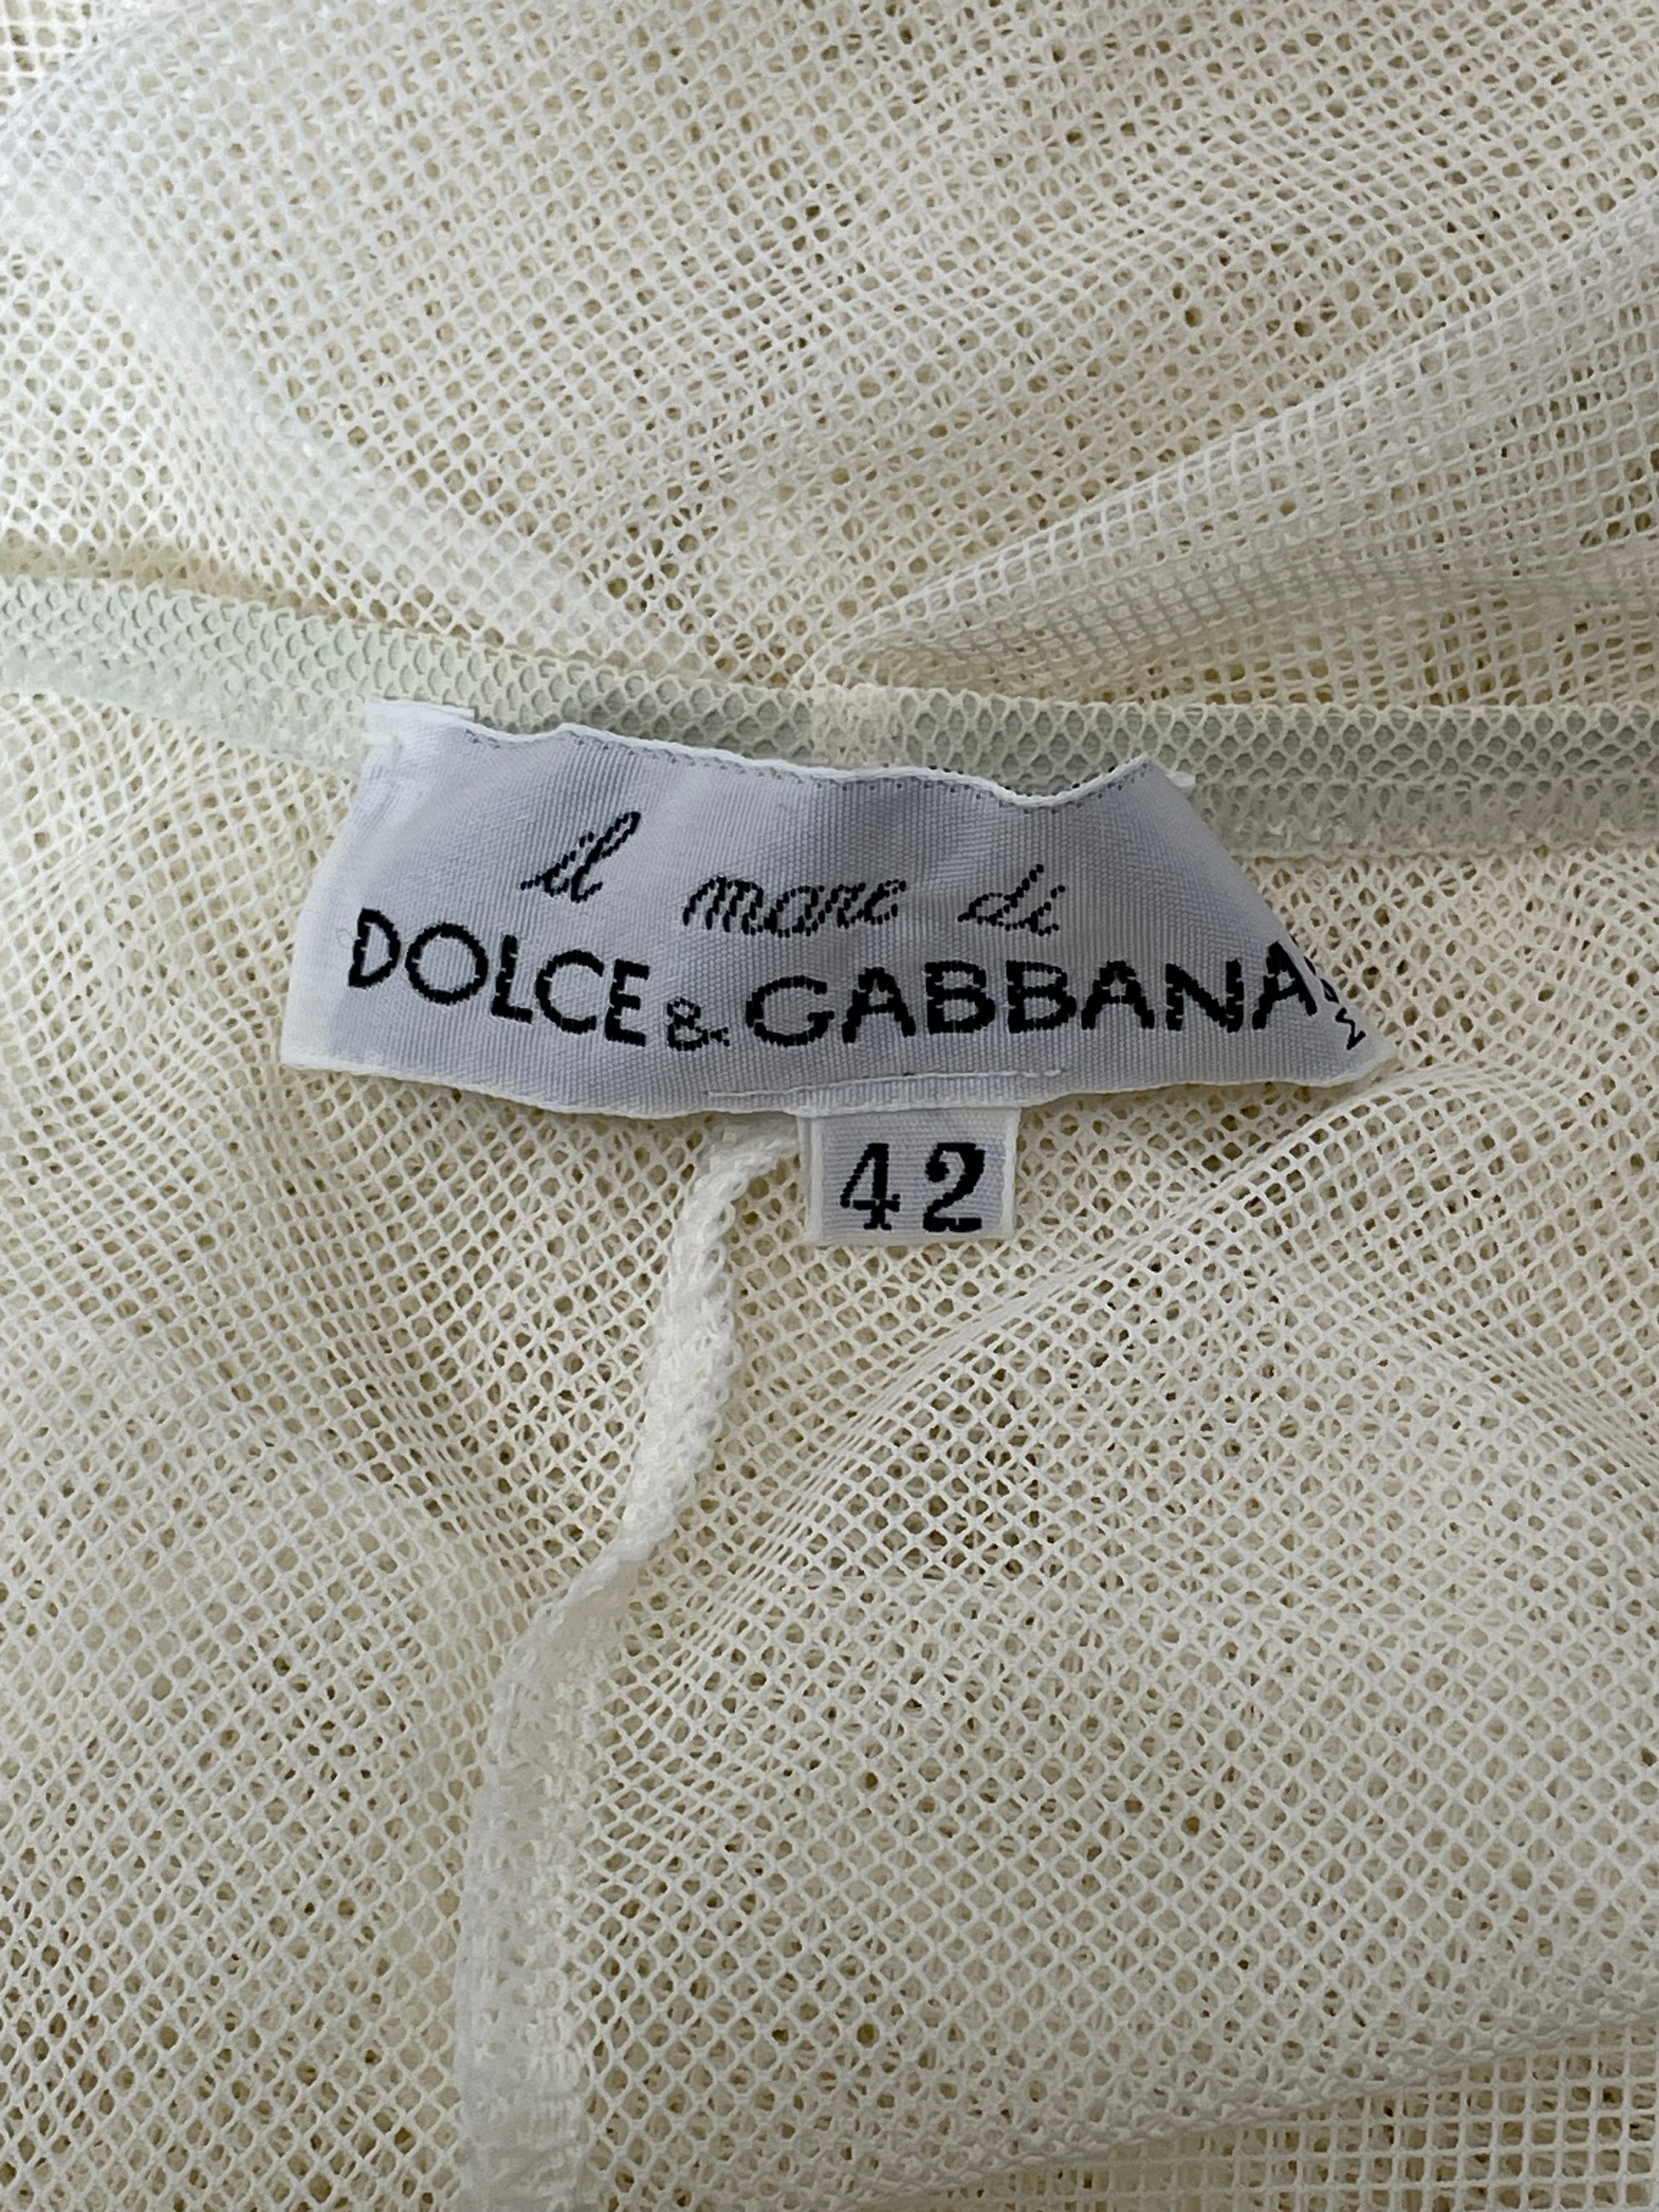 il mare di
DOLCE & GABBANA
42